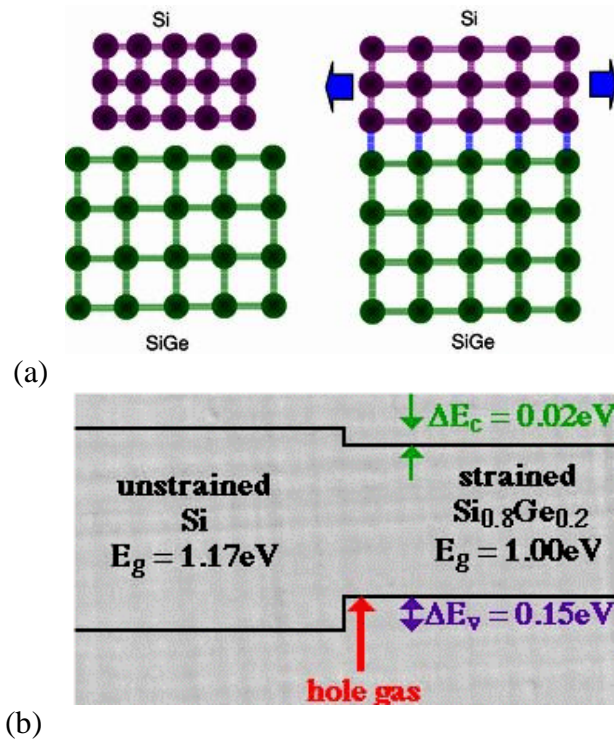 Si
Si
SiGe
SiGe
(a)
ΔEc = 0.02eV
unstrained
Si
Eg = 1.17eV
strained
Si0.8Ge0.2
Eg = 1.00eV
ΔEv = 0.15eV
hole gas
(b)